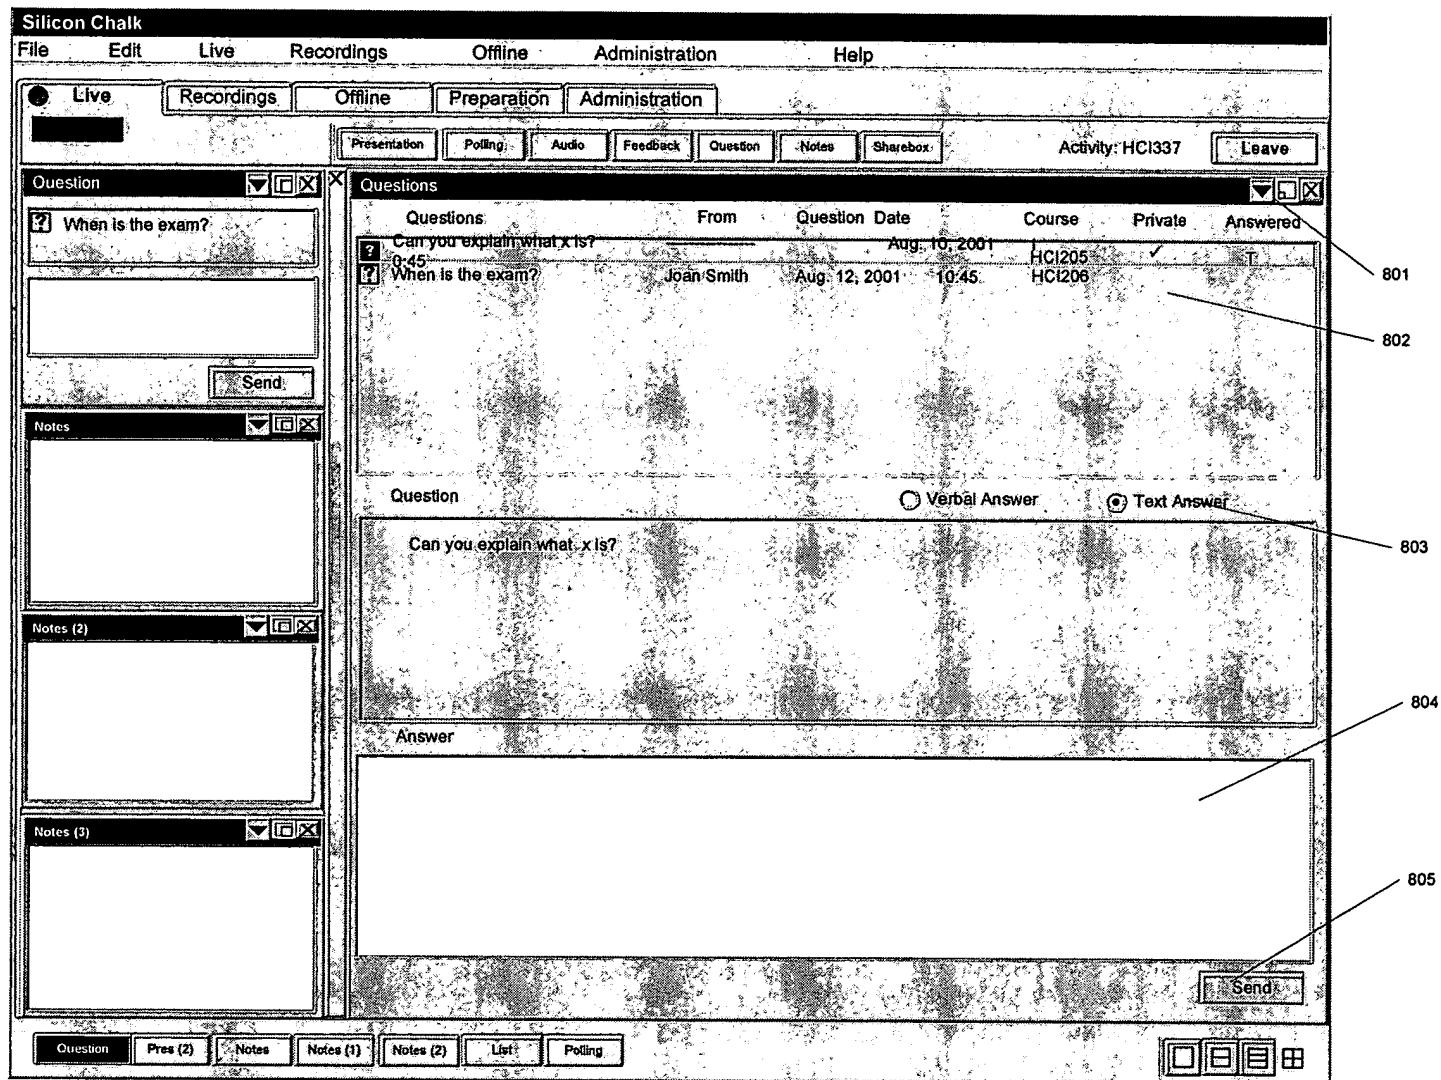 Silicon Chalk
File Edit Live Recordings Offline Administration Help
Live Recordings Offline Preparation Administration
Presentation Polling Audio Feedback Question Notes Sharebox Activity: HCI337 Leave
Question
? When is the exam?
Send
Notes
Notes (2)
Notes (3)
Questions
Questions From Question Date Course Private Answered
? Can you explain what x is? Aug. 10, 2001 HCI205 ✓ T
0:45
? When is the exam? Joan Smith Aug. 12, 2001 10:45 HCI206
Question Verbal Answer Text Answer
Can you explain what x is?
Answer
Send
801
802
803
804
805
Question Pres (2) Notes Notes (1) Notes (2) List Polling